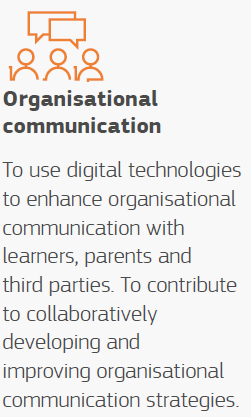 Organisational
communication
To use digital technologies
to enhance organisational
communication with
learners, parents and
third parties. To contribute
to collaboratively
developing and
improving organisational
communication strategies.